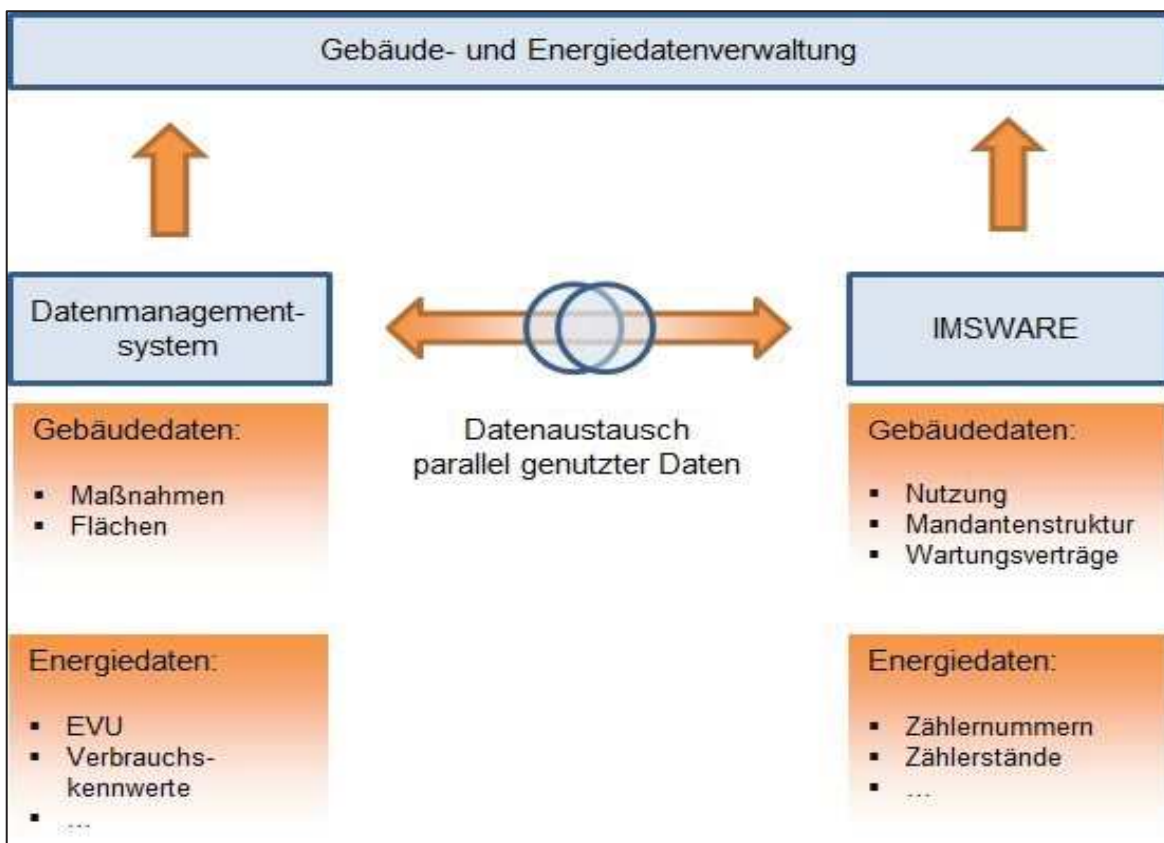 Gebäude- und Energiedatenverwaltung
Datenmanagement-
system
IMSWARE
Datenaustausch
parallel genutzter Daten
Gebäudedaten:
▪ Maßnahmen
▪ Flächen
Gebäudedaten:
▪ Nutzung
▪ Mandantenstruktur
▪ Wartungsverträge
Energiedaten:
▪ EVU
▪ Verbrauchs-
kennwerte
▪ ...
Energiedaten:
▪ Zählernummern
▪ Zählerstände
▪ ...